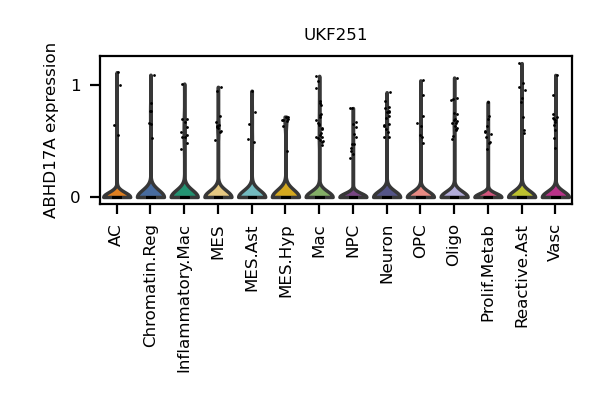 UKF251
ABHD17A expression
1
0
AC
Chromatin.Reg
Inflammatory.Mac
MES
MES.Ast
MES.Hyp
Mac
NPC
Neuron
OPC
Oligo
Prolif.Metab
Reactive.Ast
Vasc